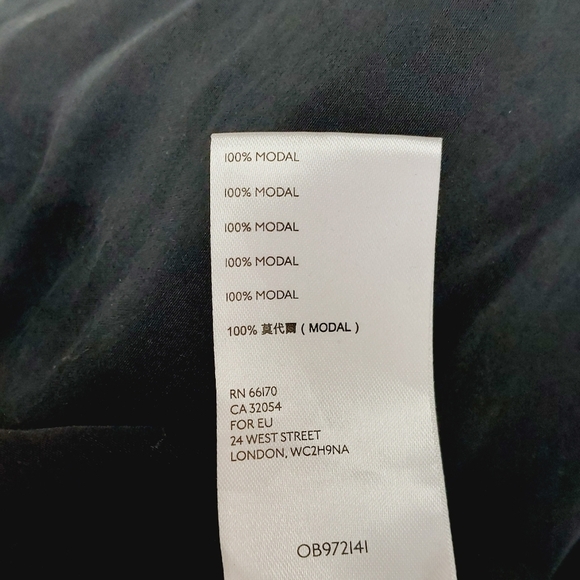 100% MODAL
100% MODAL
100% MODAL
100% MODAL
100% MODAL
100% 莫代爾 ( MODAL )
RN 66170
CA 32054
FOR EU
24 WEST STREET
LONDON, WC2H9NA
OB972141